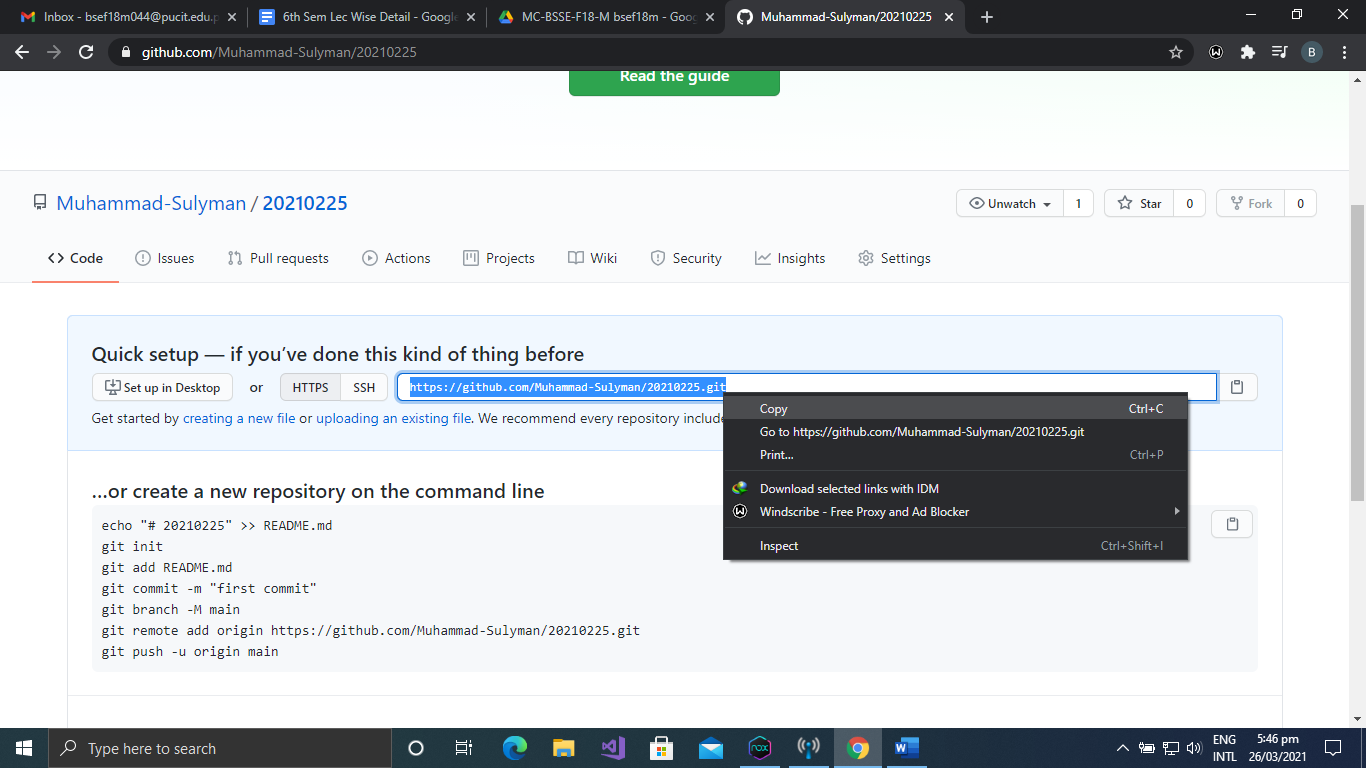 Inbox - bsef18m044@pucit.edu.p
6th Sem Lec Wise Detail - Google
MC-BSSE-F18-M bsef18m - Goog
Muhammad-Sulyman/20210225
github.com/Muhammad-Sulyman/20210225
B
Read the guide
Muhammad-Sulyman / 20210225
Unwatch 1
Star 0
Fork 0
Code
Issues
Pull requests
Actions
Projects
Wiki
Security
Insights
Settings
Quick setup — if you’ve done this kind of thing before
Set up in Desktop or HTTPS SSH https://github.com/Muhammad-Sulyman/20210225.git
Get started by creating a new file or uploading an existing file. We recommend every repository include
Copy Ctrl+C
Go to https://github.com/Muhammad-Sulyman/20210225.git
Print... Ctrl+P
Download selected links with IDM
Windscribe - Free Proxy and Ad Blocker
Inspect Ctrl+Shift+I
…or create a new repository on the command line
echo "# 20210225" >> README.md
git init
git add README.md
git commit -m "first commit"
git branch -M main
git remote add origin https://github.com/Muhammad-Sulyman/20210225.git
git push -u origin main
Type here to search
nox
ENG
INTL
5:46 pm
26/03/2021